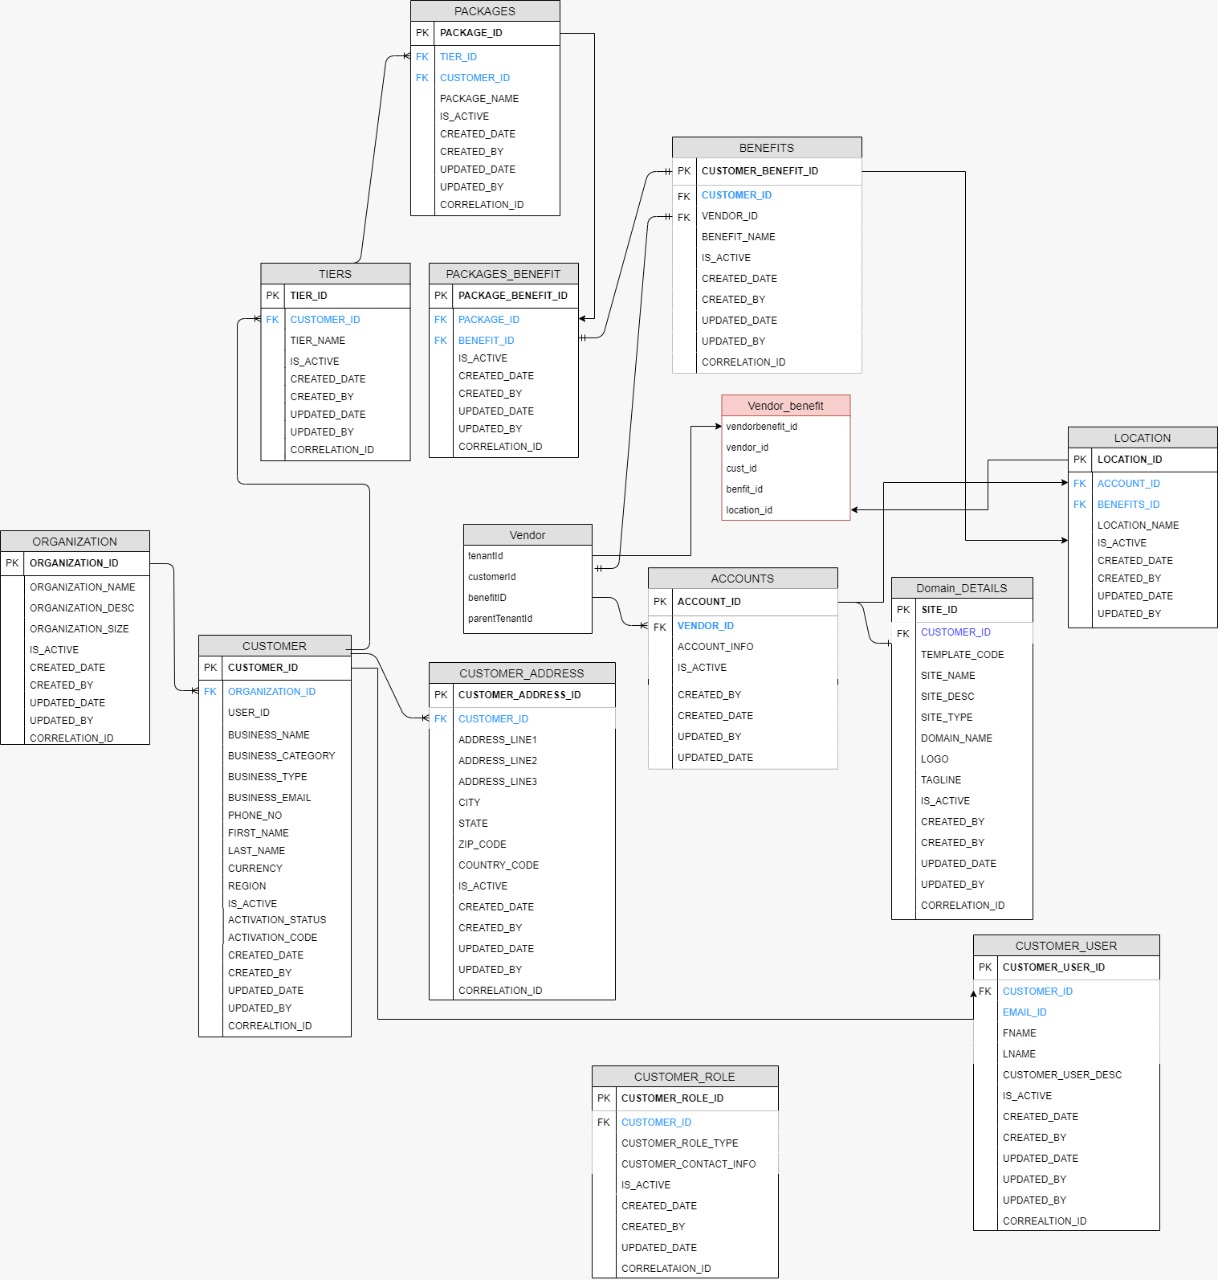 PACKAGES
PK PACKAGE_ID
FK TIER_ID
FK CUSTOMER_ID
PACKAGE_NAME
IS_ACTIVE
CREATED_DATE
CREATED_BY
UPDATED_DATE
UPDATED_BY
CORRELATION_ID
BENEFITS
PK CUSTOMER_BENEFIT_ID
FK CUSTOMER_ID
FK VENDOR_ID
BENEFIT_NAME
IS_ACTIVE
CREATED_DATE
CREATED_BY
UPDATED_DATE
UPDATED_BY
CORRELATION_ID
TIERS
PK TIER_ID
FK CUSTOMER_ID
TIER_NAME
IS_ACTIVE
CREATED_DATE
CREATED_BY
UPDATED_DATE
UPDATED_BY
CORRELATION_ID
PACKAGES_BENEFIT
PK PACKAGE_BENEFIT_ID
FK PACKAGE_ID
FK BENEFIT_ID
IS_ACTIVE
CREATED_DATE
CREATED_BY
UPDATED_DATE
UPDATED_BY
CORRELATION_ID
Vendor_benefit
vendorbenefit_id
vendor_id
cust_id
benfit_id
location_id
LOCATION
PK LOCATION_ID
FK ACCOUNT_ID
FK BENEFITS_ID
LOCATION_NAME
IS_ACTIVE
CREATED_DATE
CREATED_BY
UPDATED_DATE
UPDATED_BY
ORGANIZATION
PK ORGANIZATION_ID
ORGANIZATION_NAME
ORGANIZATION_DESC
ORGANIZATION_SIZE
IS_ACTIVE
CREATED_DATE
CREATED_BY
UPDATED_DATE
UPDATED_BY
CORRELATION_ID
Vendor
tenantId
customerId
benefitID
parentTenantId
ACCOUNTS
PK ACCOUNT_ID
FK VENDOR_ID
ACCOUNT_INFO
IS_ACTIVE
CREATED_BY
CREATED_DATE
UPDATED_BY
UPDATED_DATE
Domain_DETAILS
PK SITE_ID
FK CUSTOMER_ID
TEMPLATE_CODE
SITE_NAME
SITE_DESC
SITE_TYPE
DOMAIN_NAME
LOGO
TAGLINE
IS_ACTIVE
CREATED_BY
CREATED_BY
UPDATED_DATE
UPDATED_BY
CORRELATION_ID
CUSTOMER
PK CUSTOMER_ID
FK ORGANIZATION_ID
USER_ID
BUSINESS_NAME
BUSINESS_CATEGORY
BUSINESS_TYPE
BUSINESS_EMAIL
PHONE_NO
FIRST_NAME
LAST_NAME
CURRENCY
REGION
IS_ACTIVE
ACTIVATION_STATUS
ACTIVATION_CODE
CREATED_DATE
CREATED_BY
UPDATED_DATE
UPDATED_BY
CORREALTION_ID
CUSTOMER_ADDRESS
PK CUSTOMER_ADDRESS_ID
FK CUSTOMER_ID
ADDRESS_LINE1
ADDRESS_LINE2
ADDRESS_LINE3
CITY
STATE
ZIP_CODE
COUNTRY_CODE
IS_ACTIVE
CREATED_DATE
CREATED_BY
UPDATED_DATE
UPDATED_BY
CORRELATION_ID
CUSTOMER_USER
PK CUSTOMER_USER_ID
FK CUSTOMER_ID
EMAIL_ID
FNAME
LNAME
CUSTOMER_USER_DESC
IS_ACTIVE
CREATED_DATE
CREATED_BY
UPDATED_DATE
UPDATED_BY
UPDATED_BY
CORREALTION_ID
CUSTOMER_ROLE
PK CUSTOMER_ROLE_ID
FK CUSTOMER_ID
CUSTOMER_ROLE_TYPE
CUSTOMER_CONTACT_INFO
IS_ACTIVE
CREATED_DATE
CREATED_BY
UPDATED_DATE
CORRELATAION_ID